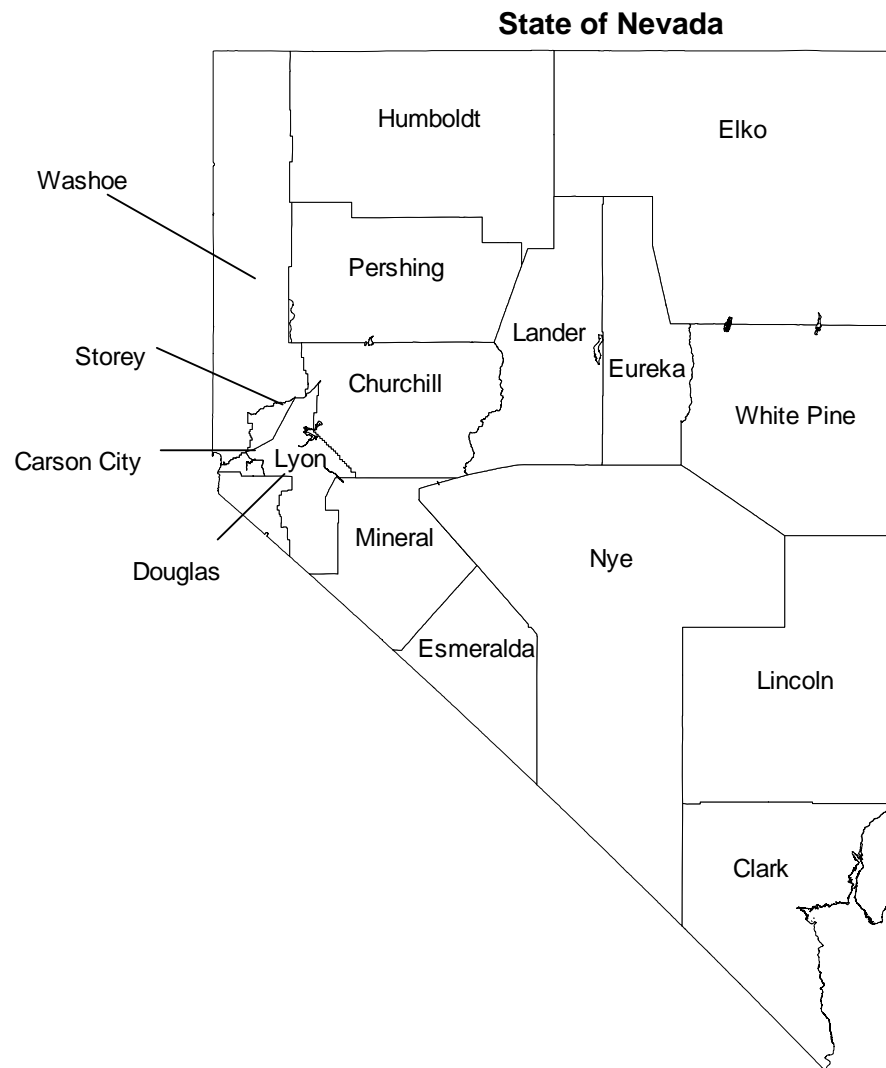 State of Nevada
Humboldt
Elko
Washoe
Pershing
Lander
Storey
Eureka
Churchill
White Pine
Carson City
Lyon
Mineral
Nye
Douglas
Esmeralda
Lincoln
Clark